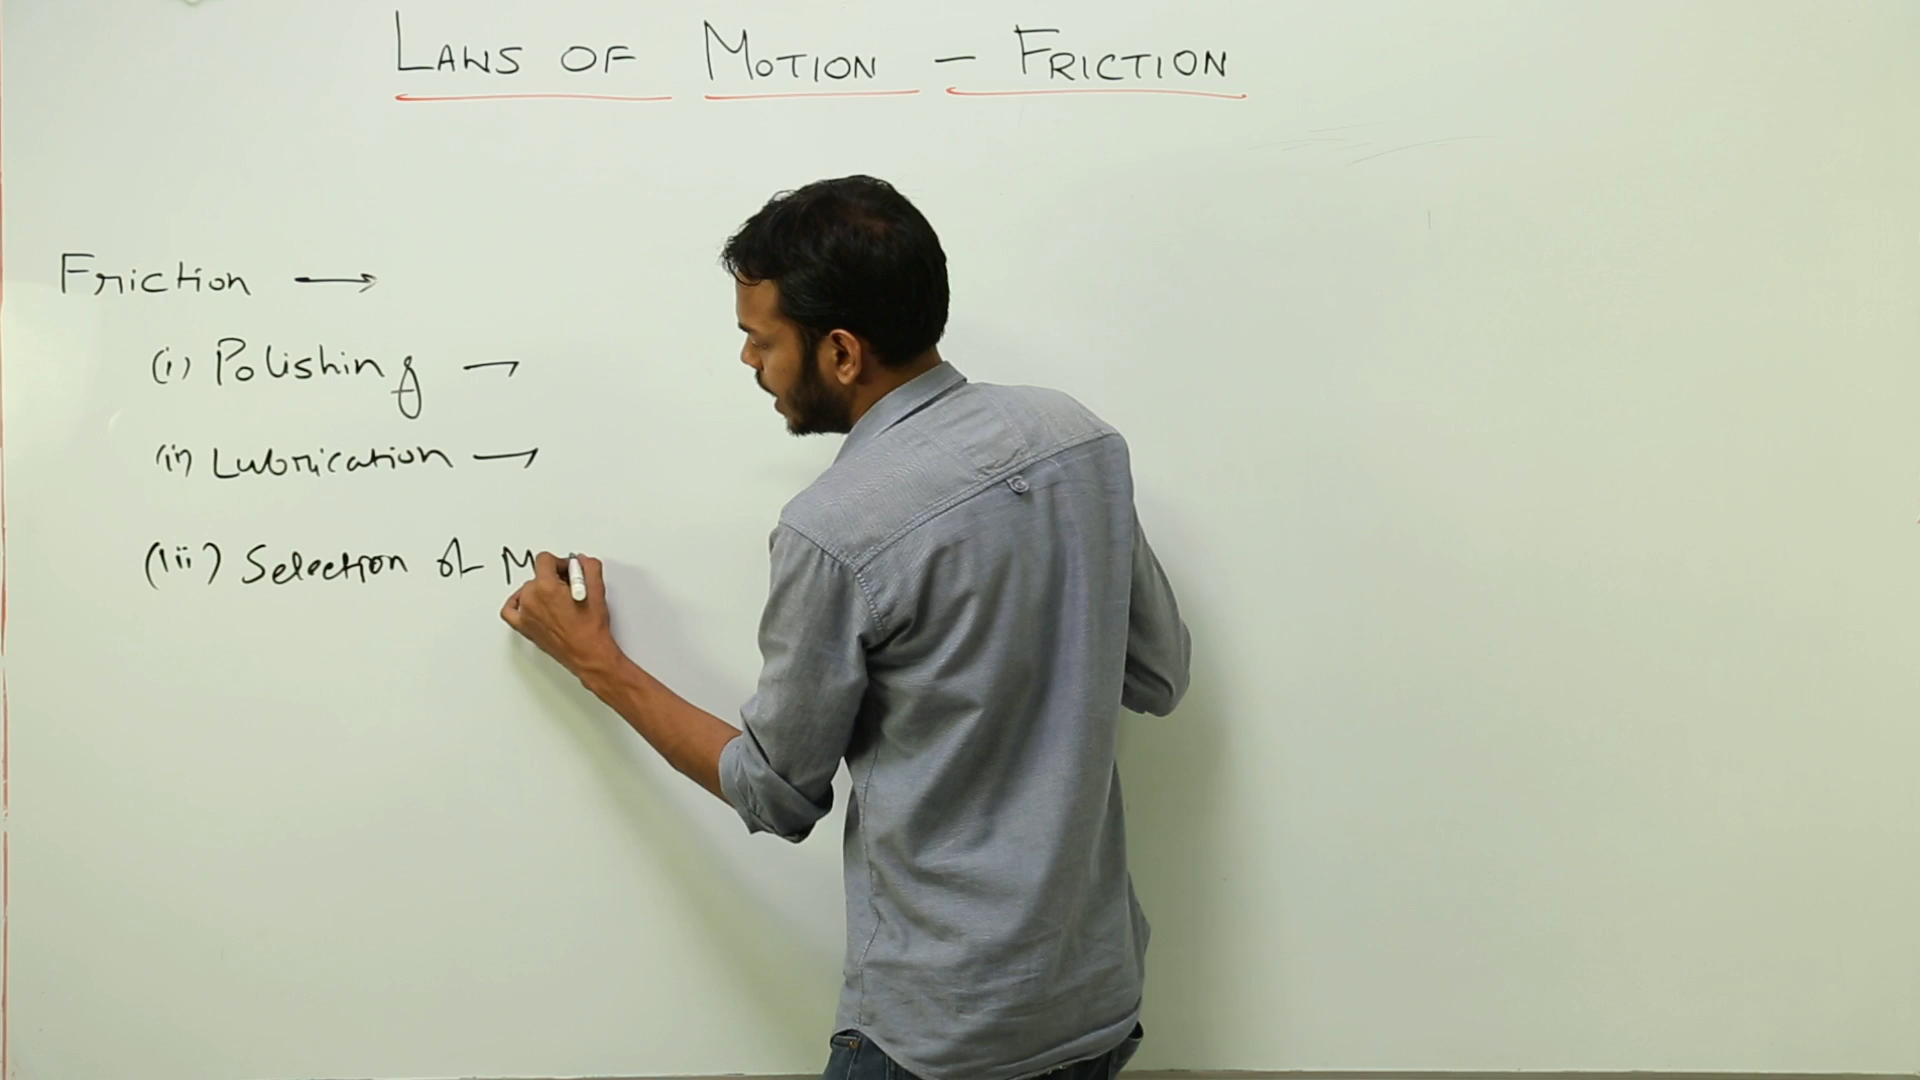 LAWS OF MOTION - FRICTION
Friction →
(i) Polishing →
(ii) Lubrication →
(iii) Selection of M